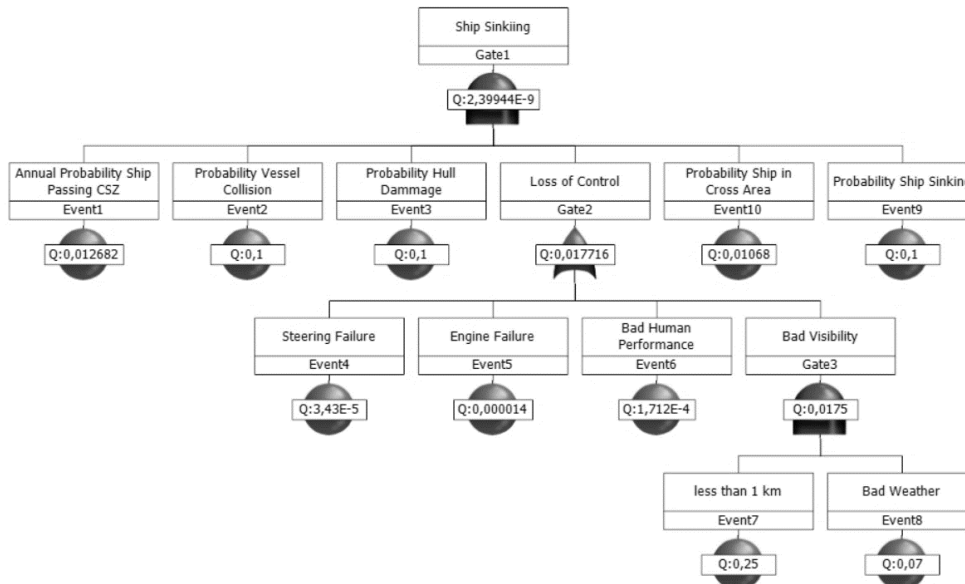 Ship Sinkiing
Gate1
Q:2,39944E-9
Annual Probability Ship
Passing CSZ
Event1
Q:0,012682
Probability Vessel
Collision
Event2
Q:0,1
Probability Hull
Dammage
Event3
Q:0,1
Loss of Control
Gate2
Q:0,017716
Probability Ship in
Cross Area
Event10
Q:0,01068
Probability Ship Sinking
Event9
Q:0,1
Steering Failure
Event4
Q:3,43E-5
Engine Failure
Event5
Q:0,000014
Bad Human
Performance
Event6
Q:1,712E-4
Bad Visibility
Gate3
Q:0,0175
less than 1 km
Event7
Q:0,25
Bad Weather
Event8
Q:0,07